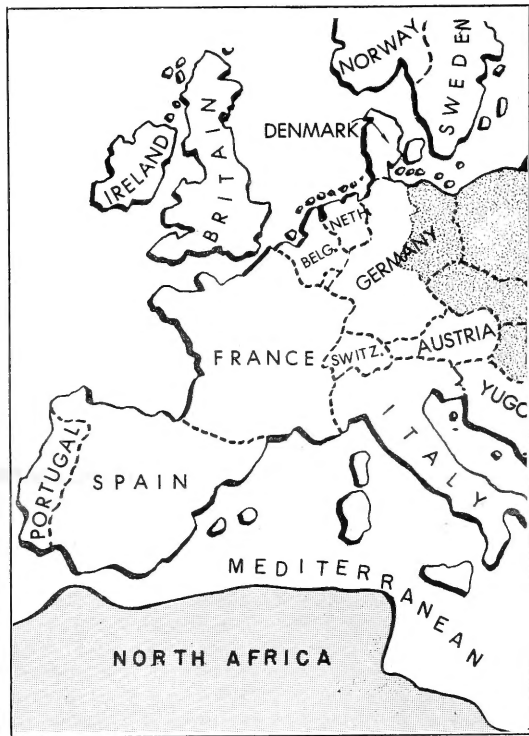 NORWAY
SWEDEN
DENMARK
IRELAND
BRITAIN
NETH.
BELG.
GERMANY
FRANCE
SWITZ.
AUSTRIA
YUGO
ITALY
PORTUGAL
SPAIN
MEDITERRANEAN
NORTH AFRICA